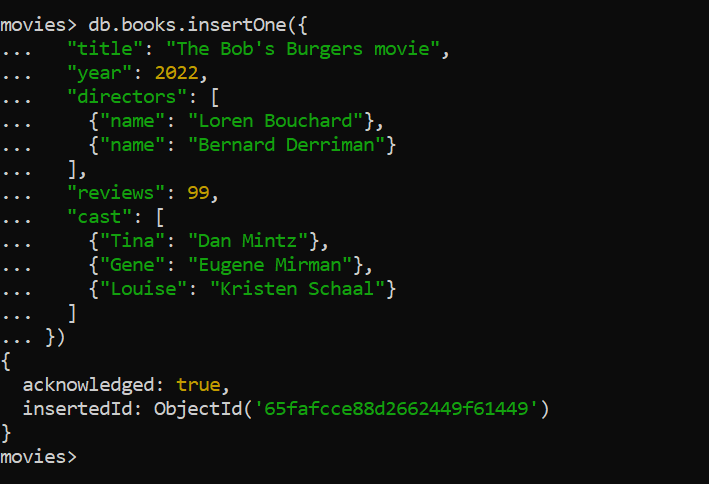 movies> db.books.insertOne({
...   "title": "The Bob's Burgers movie",
...   "year": 2022,
...   "directors": [
...     {"name": "Loren Bouchard"},
...     {"name": "Bernard Derriman"}
...   ],
...   "reviews": 99,
...   "cast": [
...     {"Tina": "Dan Mintz"},
...     {"Gene": "Eugene Mirman"},
...     {"Louise": "Kristen Schaal"}
...   ]
... })
{
  acknowledged: true,
  insertedId: ObjectId('65fafcce88d2662449f61449')
}
movies>